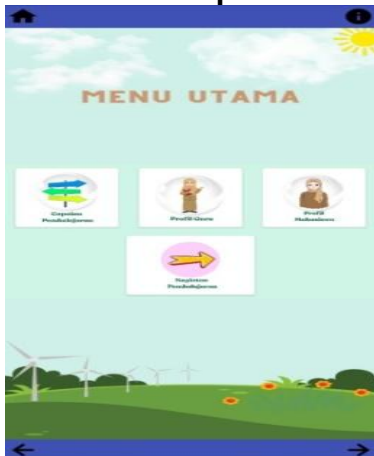 MENU UTAMA
Capaian
Pembelajaran
Profil Guru
Profil
Mahasiswa
Kegiatan
Pembelajaran